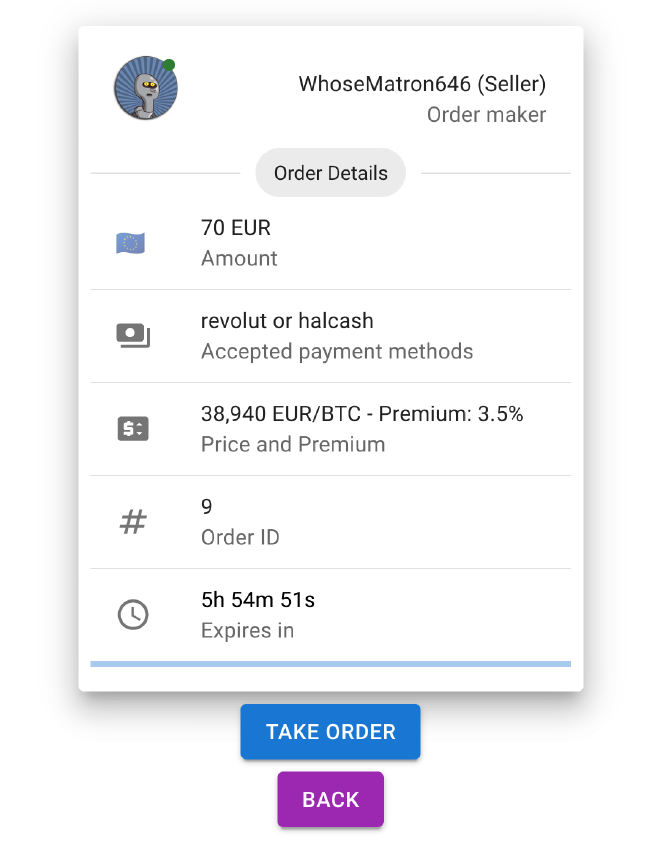 WhoseMatron646 (Seller)
Order maker
Order Details
70 EUR
Amount
revolut or halcash
Accepted payment methods
38,940 EUR/BTC - Premium: 3.5%
Price and Premium
9
Order ID
5h 54m 51s
Expires in
TAKE ORDER
BACK